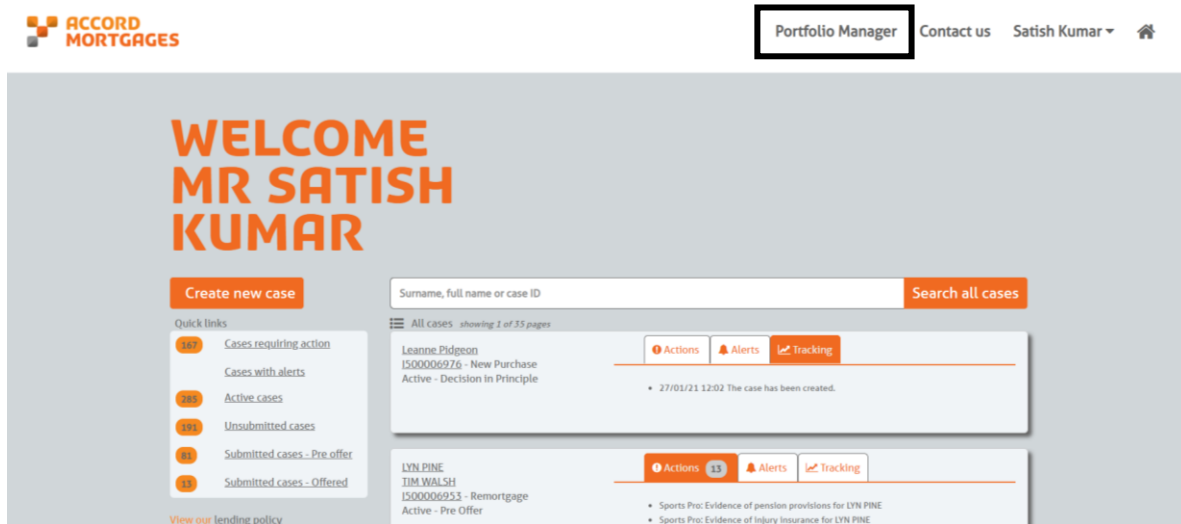 ACCORD
MORTGAGES
Portfolio Manager
Contact us
Satish Kumar
WELCOME
MR SATISH
KUMAR
Create new case
Surname, full name or case ID
Search all cases
Quick links
All cases showing 1 of 35 pages
167 Cases requiring action
Cases with alerts
285 Active cases
191 Unsubmitted cases
81 Submitted cases - Pre offer
13 Submitted cases - Offered
View our lending policy
Leanne Pidgeon
I500006976 - New Purchase
Active - Decision in Principle
Actions
Alerts
Tracking
• 27/01/21 12:02 The case has been created.
LYN PINE
TIM WALSH
I500006953 - Remortgage
Active - Pre Offer
Actions 13
Alerts
Tracking
• Sports Pro: Evidence of pension provisions for LYN PINE
• Sports Pro: Evidence of injury insurance for LYN PINE